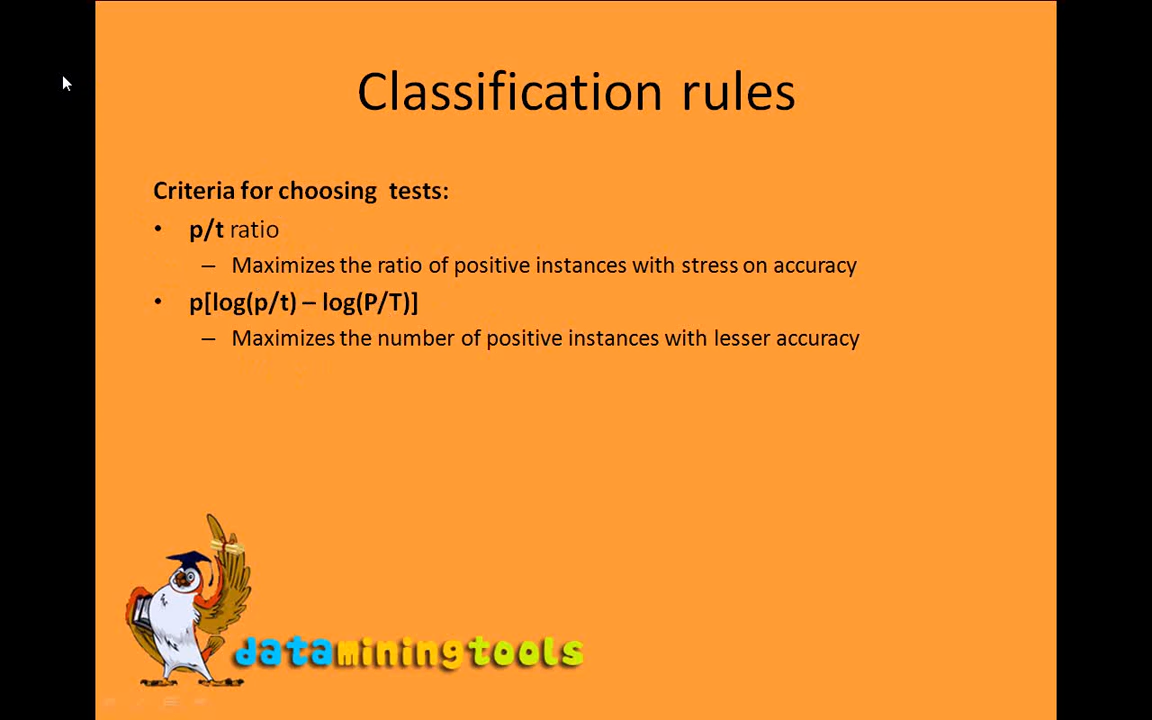 Classification rules
Criteria for choosing tests:
• p/t ratio
– Maximizes the ratio of positive instances with stress on accuracy
• p[log(p/t) – log(P/T)]
– Maximizes the number of positive instances with lesser accuracy
dataminingtools